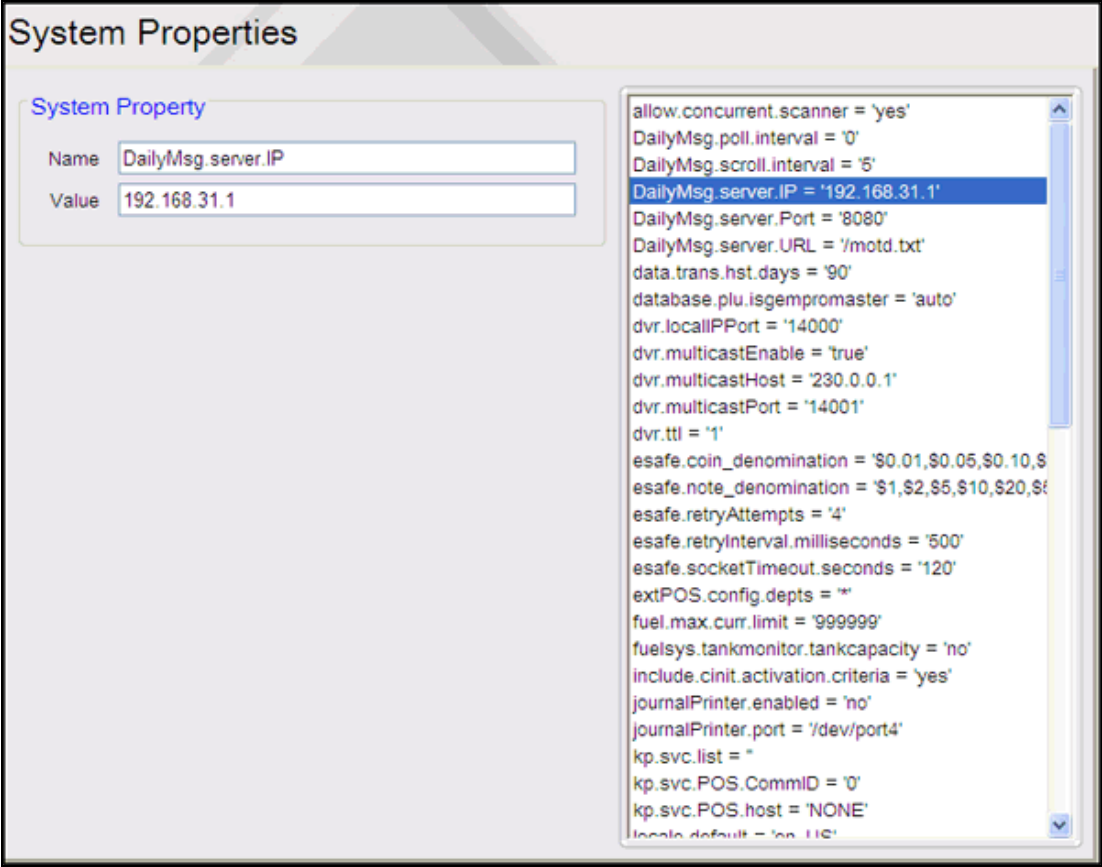 System Properties
System Property
Name DailyMsg.server.IP
Value 192.168.31.1
allow.concurrent.scanner = 'yes'
DailyMsg.poll.interval = '0'
DailyMsg.scroll.interval = '5'
DailyMsg.server.IP = '192.168.31.1'
DailyMsg.server.Port = '8080'
DailyMsg.server.URL = '/motd.txt'
data.trans.hst.days = '90'
database.plu.isgempromaster = 'auto'
dvr.localIPPort = '14000'
dvr.multicastEnable = 'true'
dvr.multicastHost = '230.0.0.1'
dvr.multicastPort = '14001'
dvr.ttl = '1'
esafe.coin_denomination = '$0.01,$0.05,$0.10,$
esafe.note_denomination = '$1,$2,$5,$10,$20,$5
esafe.retryAttempts = '4'
esafe.retryInterval.milliseconds = '500'
esafe.socketTimeout.seconds = '120'
extPOS.config.depts = '*'
fuel.max.curr.limit = '999999'
fuelsys.tankmonitor.tankcapacity = 'no'
include.cinit.activation.criteria = 'yes'
journalPrinter.enabled = 'no'
journalPrinter.port = '/dev/port4'
kp.svc.list = ''
kp.svc.POS.CommID = '0'
kp.svc.POS.host = 'NONE'
locale.default = 'en_US'